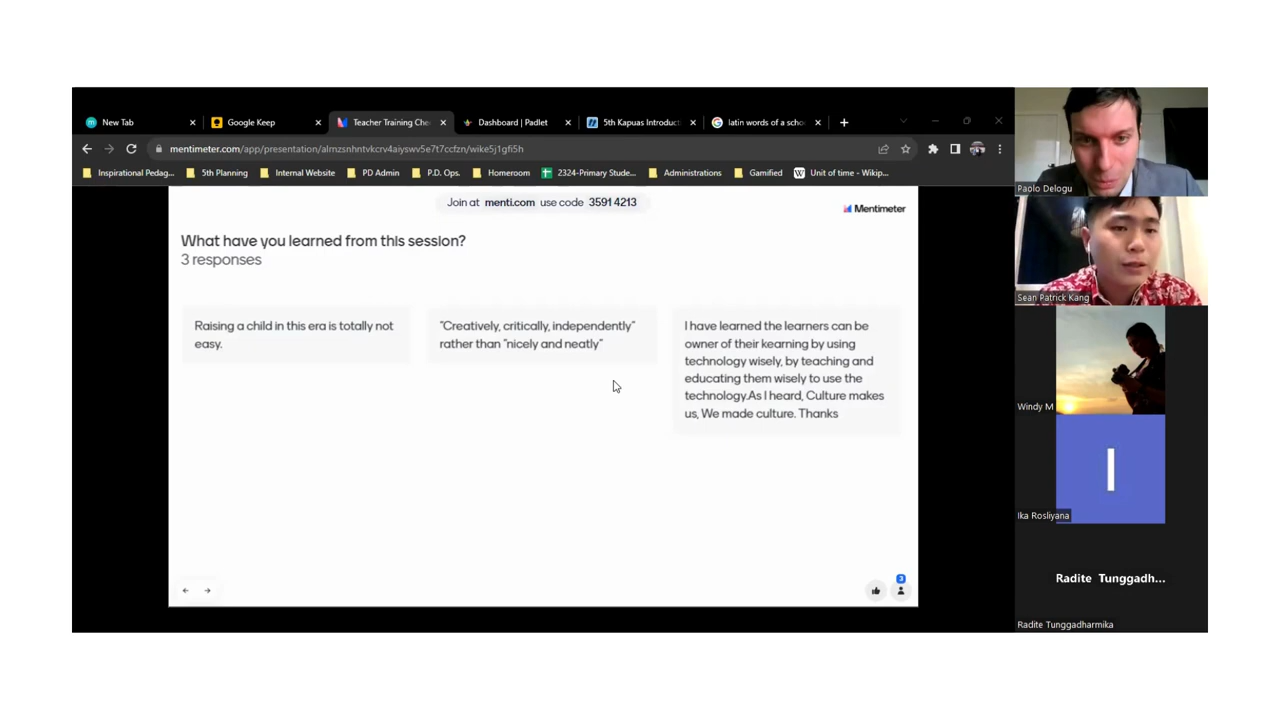 New Tab
Google Keep
Teacher Training Che
Dashboard | Padlet
5th Kapuas Introducti
latin words of a scho
mentimeter.com/app/presentation/almzsnhntvkcrv4aiyswv5e7t7ccfzn/wike5j1gfi5h
Inspirational Pedag...
5th Planning
Internal Website
PD Admin
P.D. Ops.
Homeroom
2324-Primary Stude...
Administrations
Gamified
Unit of time - Wikip...
Join at menti.com use code 3591 4213
Mentimeter
What have you learned from this session?
3 responses
Raising a child in this era is totally not
easy.
"Creatively, critically, independently"
rather than "nicely and neatly"
I have learned the learners can be
owner of their kearning by using
technology wisely, by teaching and
educating them wisely to use the
technology.As I heard, Culture makes
us, We made culture. Thanks
3
Paolo Delogu
Sean Patrick Kang
Windy M
I
Ika Rosliyana
Radite Tunggadh...
Radite Tunggadharmika